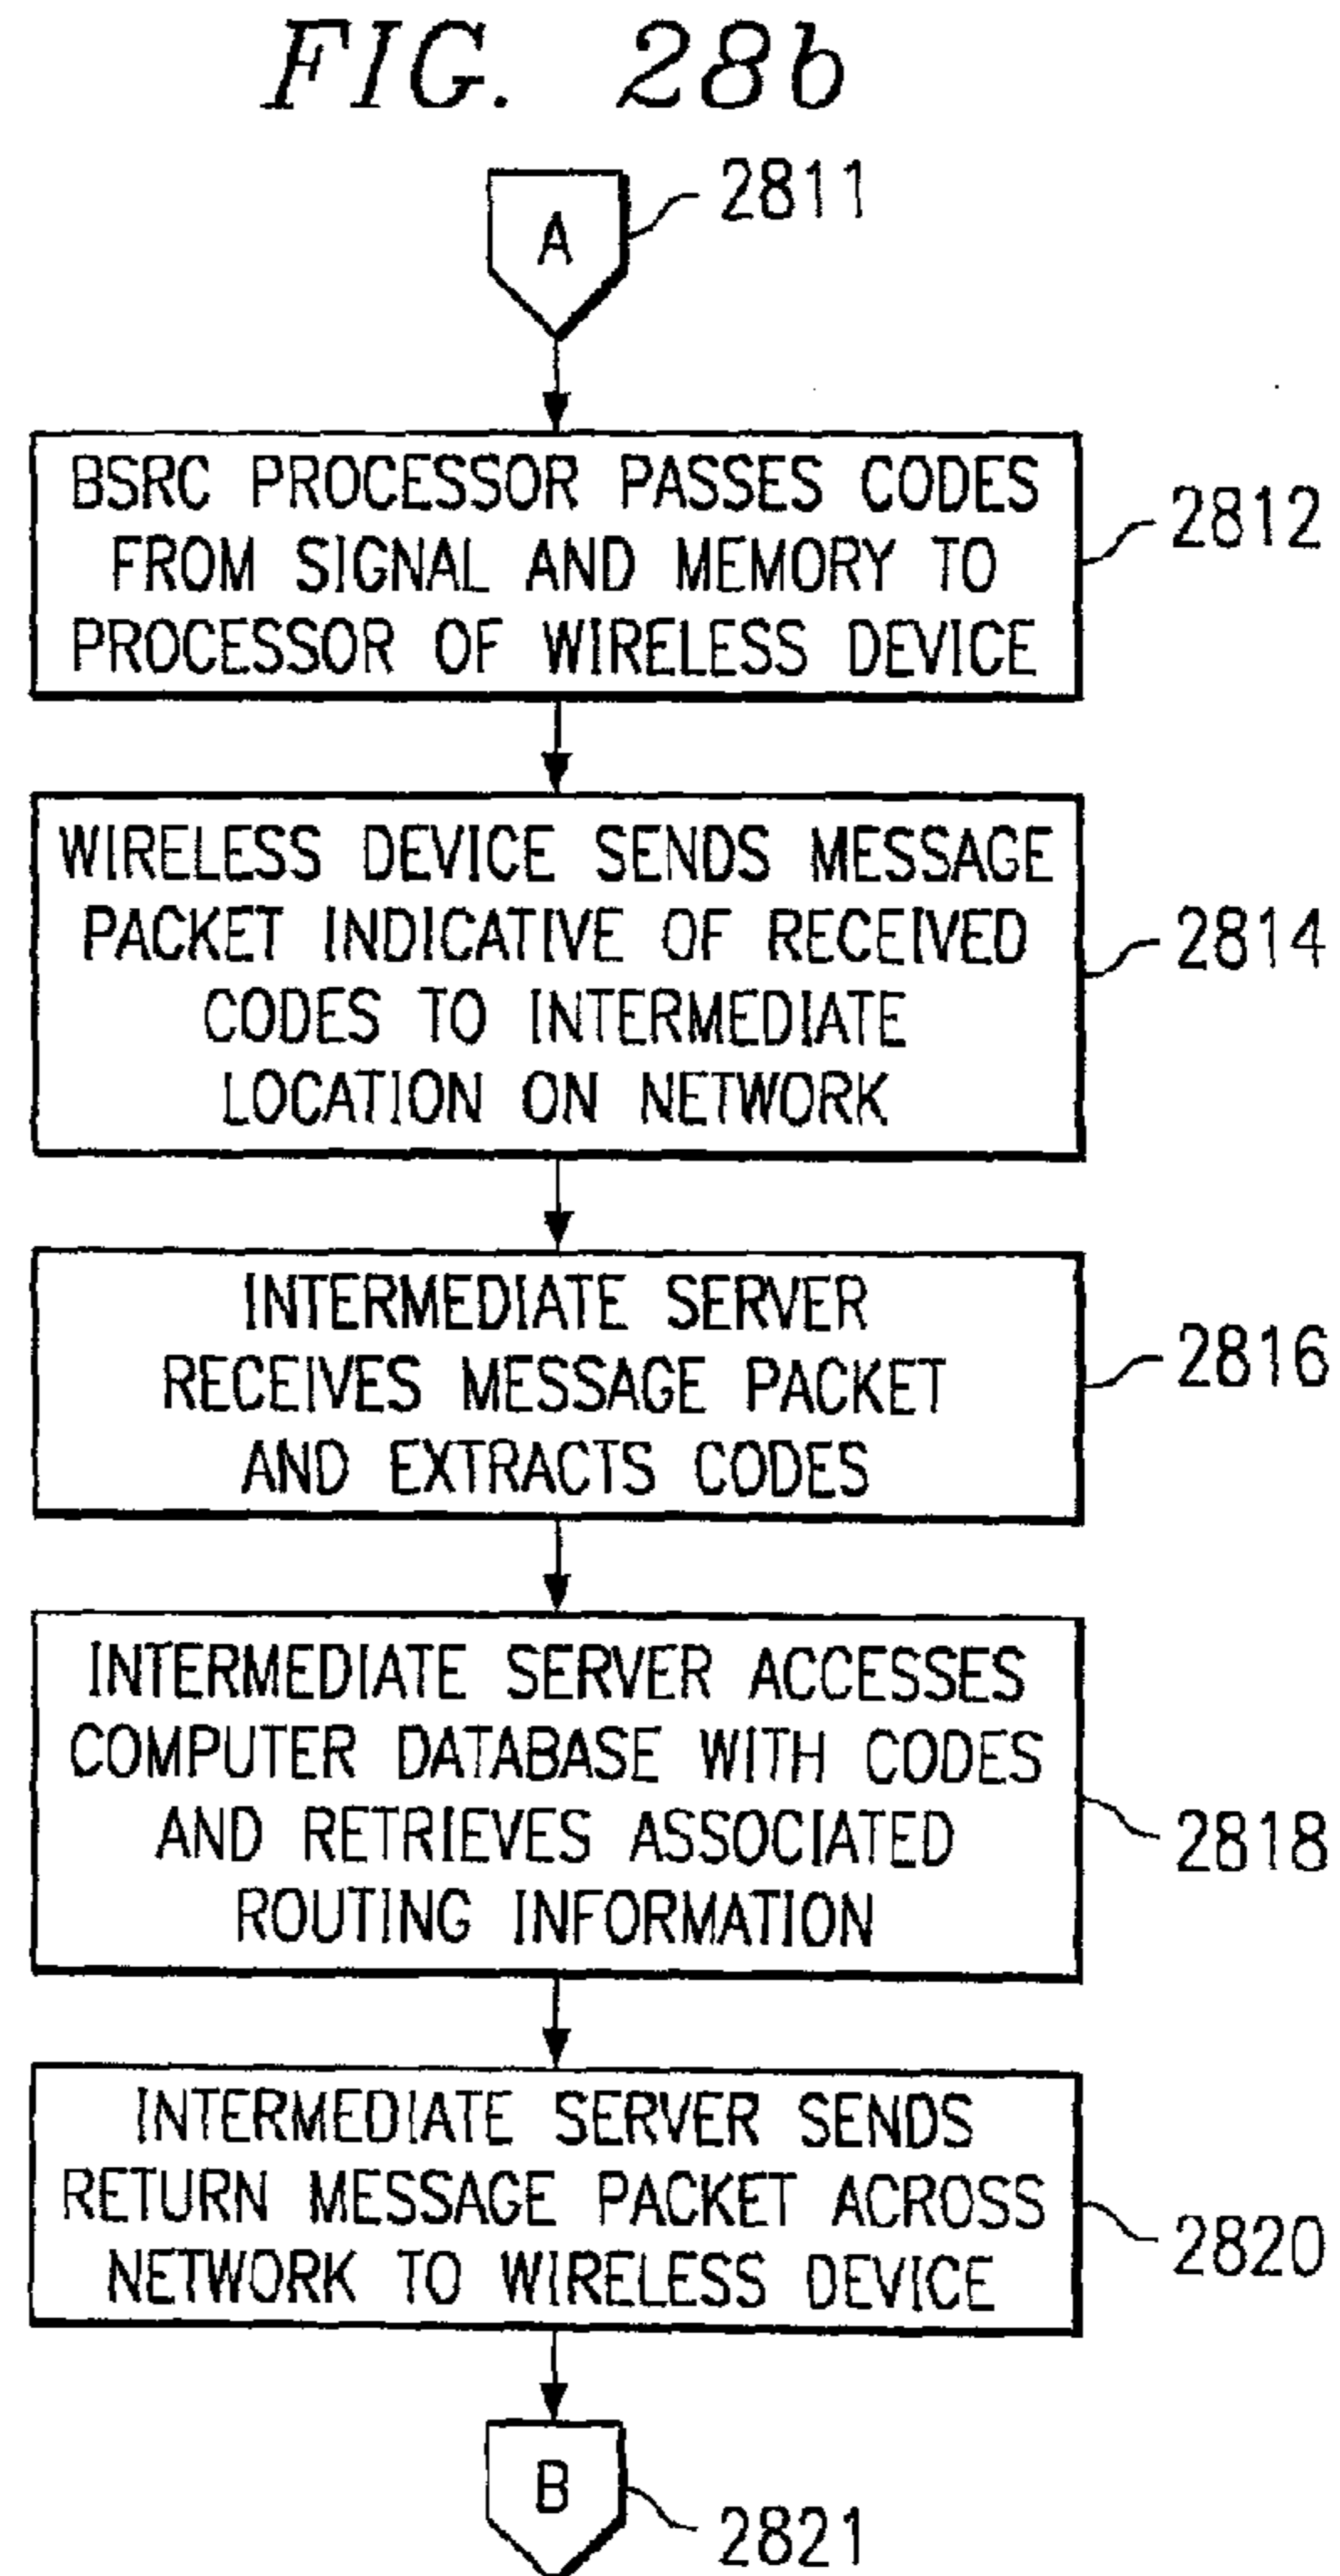 FIG. 28b
A
2811
BSRC PROCESSOR PASSES CODES
FROM SIGNAL AND MEMORY TO
PROCESSOR OF WIRELESS DEVICE
2812
WIRELESS DEVICE SENDS MESSAGE
PACKET INDICATIVE OF RECEIVED
CODES TO INTERMEDIATE
LOCATION ON NETWORK
2814
INTERMEDIATE SERVER
RECEIVES MESSAGE PACKET
AND EXTRACTS CODES
2816
INTERMEDIATE SERVER ACCESSES
COMPUTER DATABASE WITH CODES
AND RETRIEVES ASSOCIATED
ROUTING INFORMATION
2818
INTERMEDIATE SERVER SENDS
RETURN MESSAGE PACKET ACROSS
NETWORK TO WIRELESS DEVICE
2820
B
2821